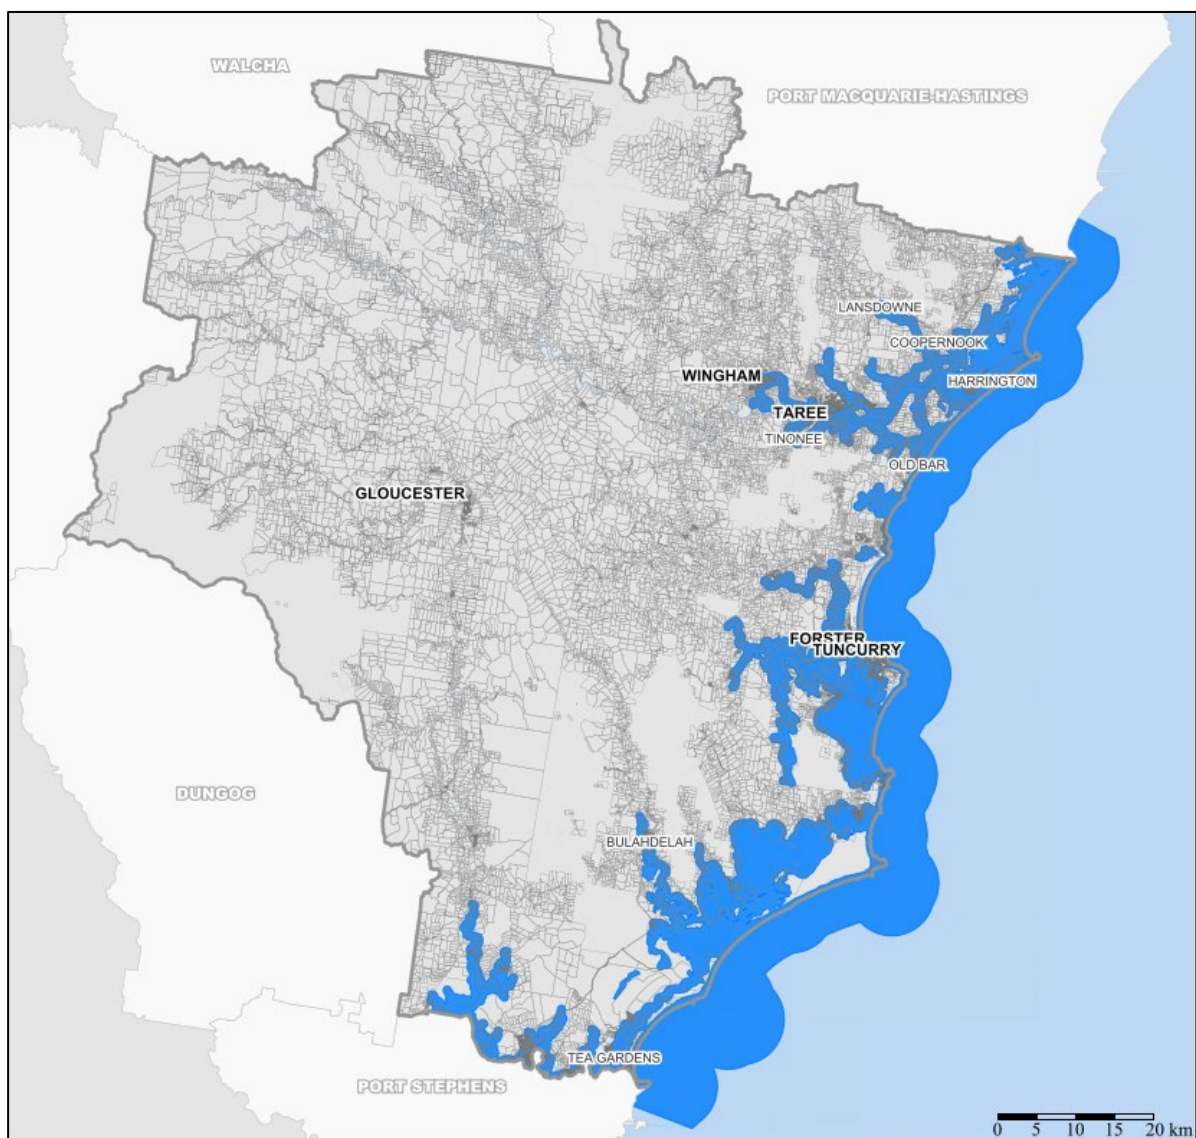 WALCHA
PORT MACQUARIE-HASTINGS
LANSDOWNE
COOPERNOOK
WINGHAM
HARRINGTON
TAREE
TINONEE
OLD BAR
GLOUCESTER
FORSTER
TUNCURRY
DUNGOG
BULAHDELAH
TEA GARDENS
PORT STEPHENS
0 5 10 15 20 km